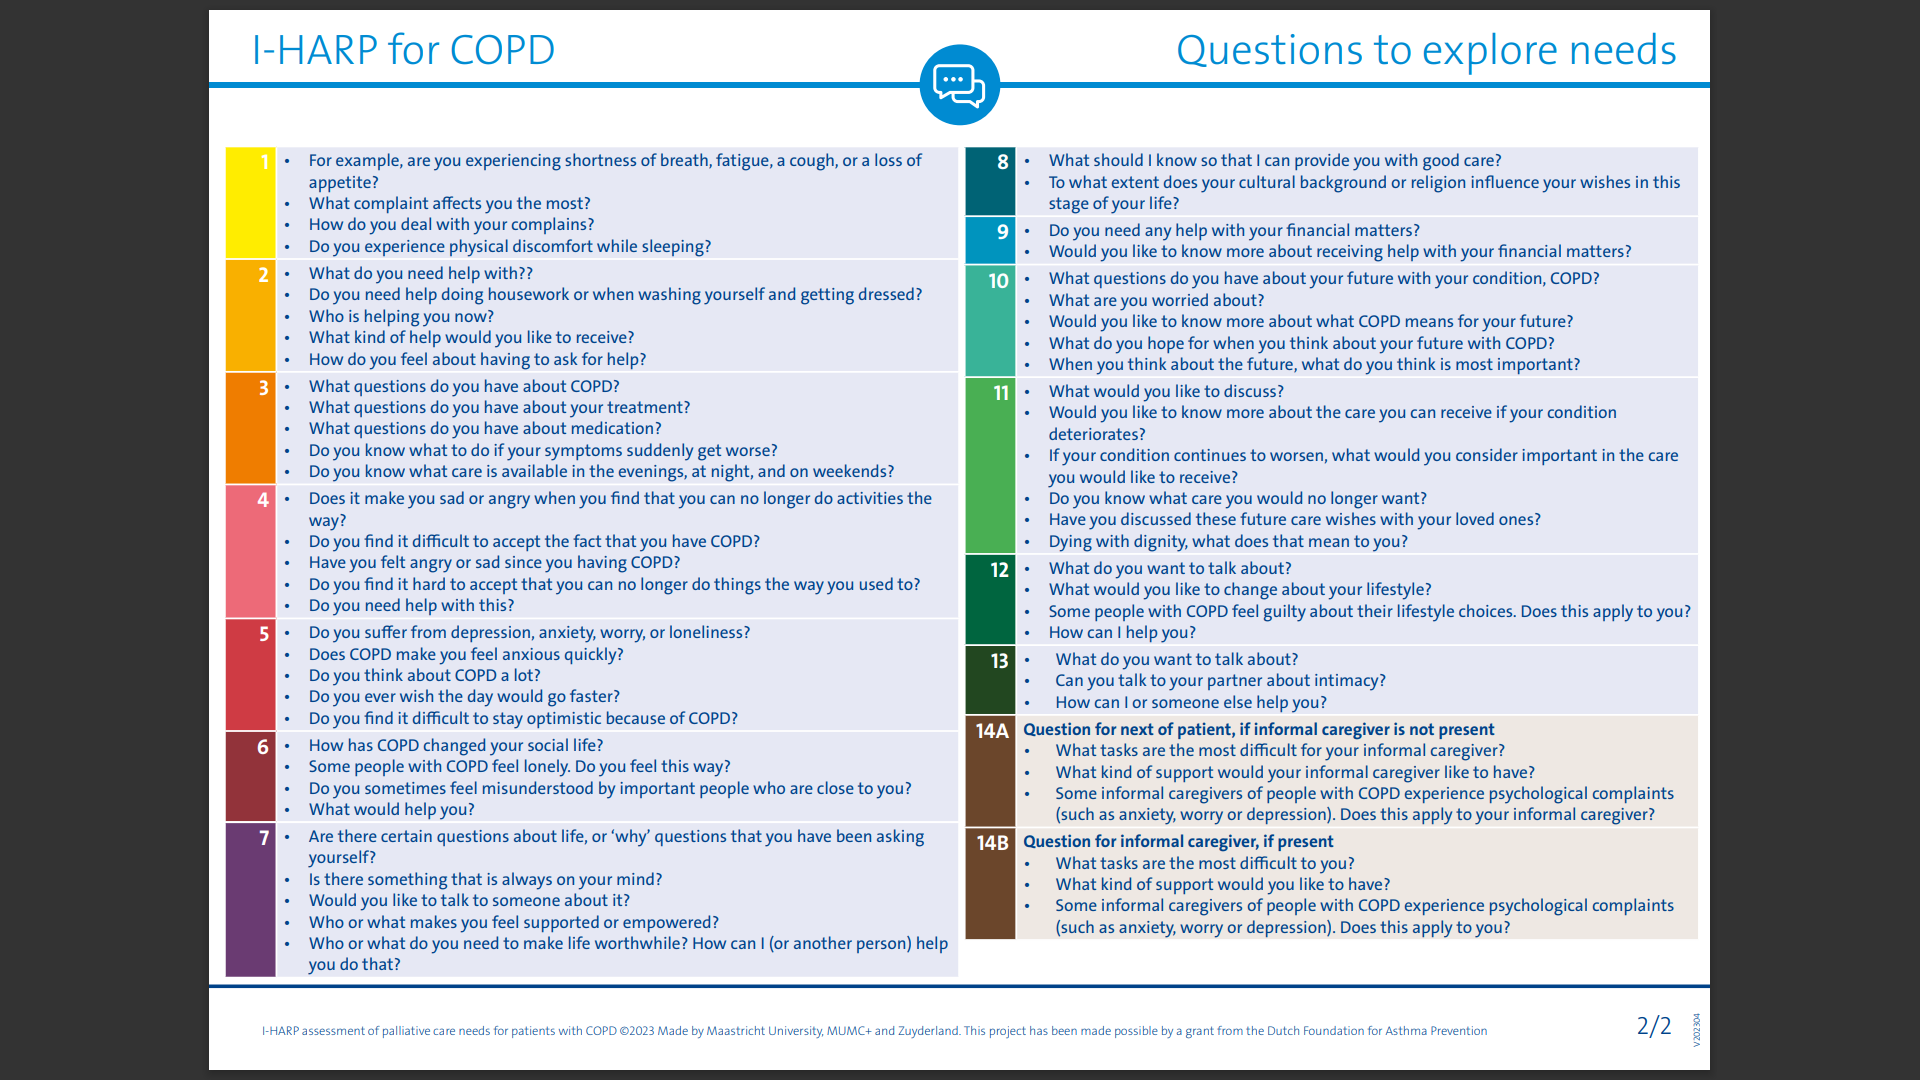 I-HARP for COPD
Questions to explore needs
1
• For example, are you experiencing shortness of breath, fatigue, a cough, or a loss of
appetite?
• What complaint affects you the most?
• How do you deal with your complains?
• Do you experience physical discomfort while sleeping?
2
• What do you need help with??
• Do you need help doing housework or when washing yourself and getting dressed?
• Who is helping you now?
• What kind of help would you like to receive?
• How do you feel about having to ask for help?
3
• What questions do you have about COPD?
• What questions do you have about your treatment?
• What questions do you have about medication?
• Do you know what to do if your symptoms suddenly get worse?
• Do you know what care is available in the evenings, at night, and on weekends?
4
• Does it make you sad or angry when you find that you can no longer do activities the
way?
• Do you find it difficult to accept the fact that you have COPD?
• Have you felt angry or sad since you having COPD?
• Do you find it hard to accept that you can no longer do things the way you used to?
• Do you need help with this?
5
• Do you suffer from depression, anxiety, worry, or loneliness?
• Does COPD make you feel anxious quickly?
• Do you think about COPD a lot?
• Do you ever wish the day would go faster?
• Do you find it difficult to stay optimistic because of COPD?
6
• How has COPD changed your social life?
• Some people with COPD feel lonely. Do you feel this way?
• Do you sometimes feel misunderstood by important people who are close to you?
• What would help you?
7
• Are there certain questions about life, or ‘why’ questions that you have been asking
yourself?
• Is there something that is always on your mind?
• Would you like to talk to someone about it?
• Who or what makes you feel supported or empowered?
• Who or what do you need to make life worthwhile? How can I (or another person) help
you do that?
8
• What should I know so that I can provide you with good care?
• To what extent does your cultural background or religion influence your wishes in this
stage of your life?
9
• Do you need any help with your financial matters?
• Would you like to know more about receiving help with your financial matters?
10
• What questions do you have about your future with your condition, COPD?
• What are you worried about?
• Would you like to know more about what COPD means for your future?
• What do you hope for when you think about your future with COPD?
• When you think about the future, what do you think is most important?
11
• What would you like to discuss?
• Would you like to know more about the care you can receive if your condition
deteriorates?
• If your condition continues to worsen, what would you consider important in the care
you would like to receive?
• Do you know what care you would no longer want?
• Have you discussed these future care wishes with your loved ones?
• Dying with dignity, what does that mean to you?
12
• What do you want to talk about?
• What would you like to change about your lifestyle?
• Some people with COPD feel guilty about their lifestyle choices. Does this apply to you?
• How can I help you?
13
• What do you want to talk about?
• Can you talk to your partner about intimacy?
• How can I or someone else help you?
14A
Question for next of patient, if informal caregiver is not present
• What tasks are the most difficult for your informal caregiver?
• What kind of support would your informal caregiver like to have?
• Some informal caregivers of people with COPD experience psychological complaints
(such as anxiety, worry or depression). Does this apply to your informal caregiver?
14B
Question for informal caregiver, if present
• What tasks are the most difficult to you?
• What kind of support would you like to have?
• Some informal caregivers of people with COPD experience psychological complaints
(such as anxiety, worry or depression). Does this apply to you?
I-HARP assessment of palliative care needs for patients with COPD ©2023 Made by Maastricht University, MUMC+ and Zuyderland. This project has been made possible by a grant from the Dutch Foundation for Asthma Prevention
2/2
V202304